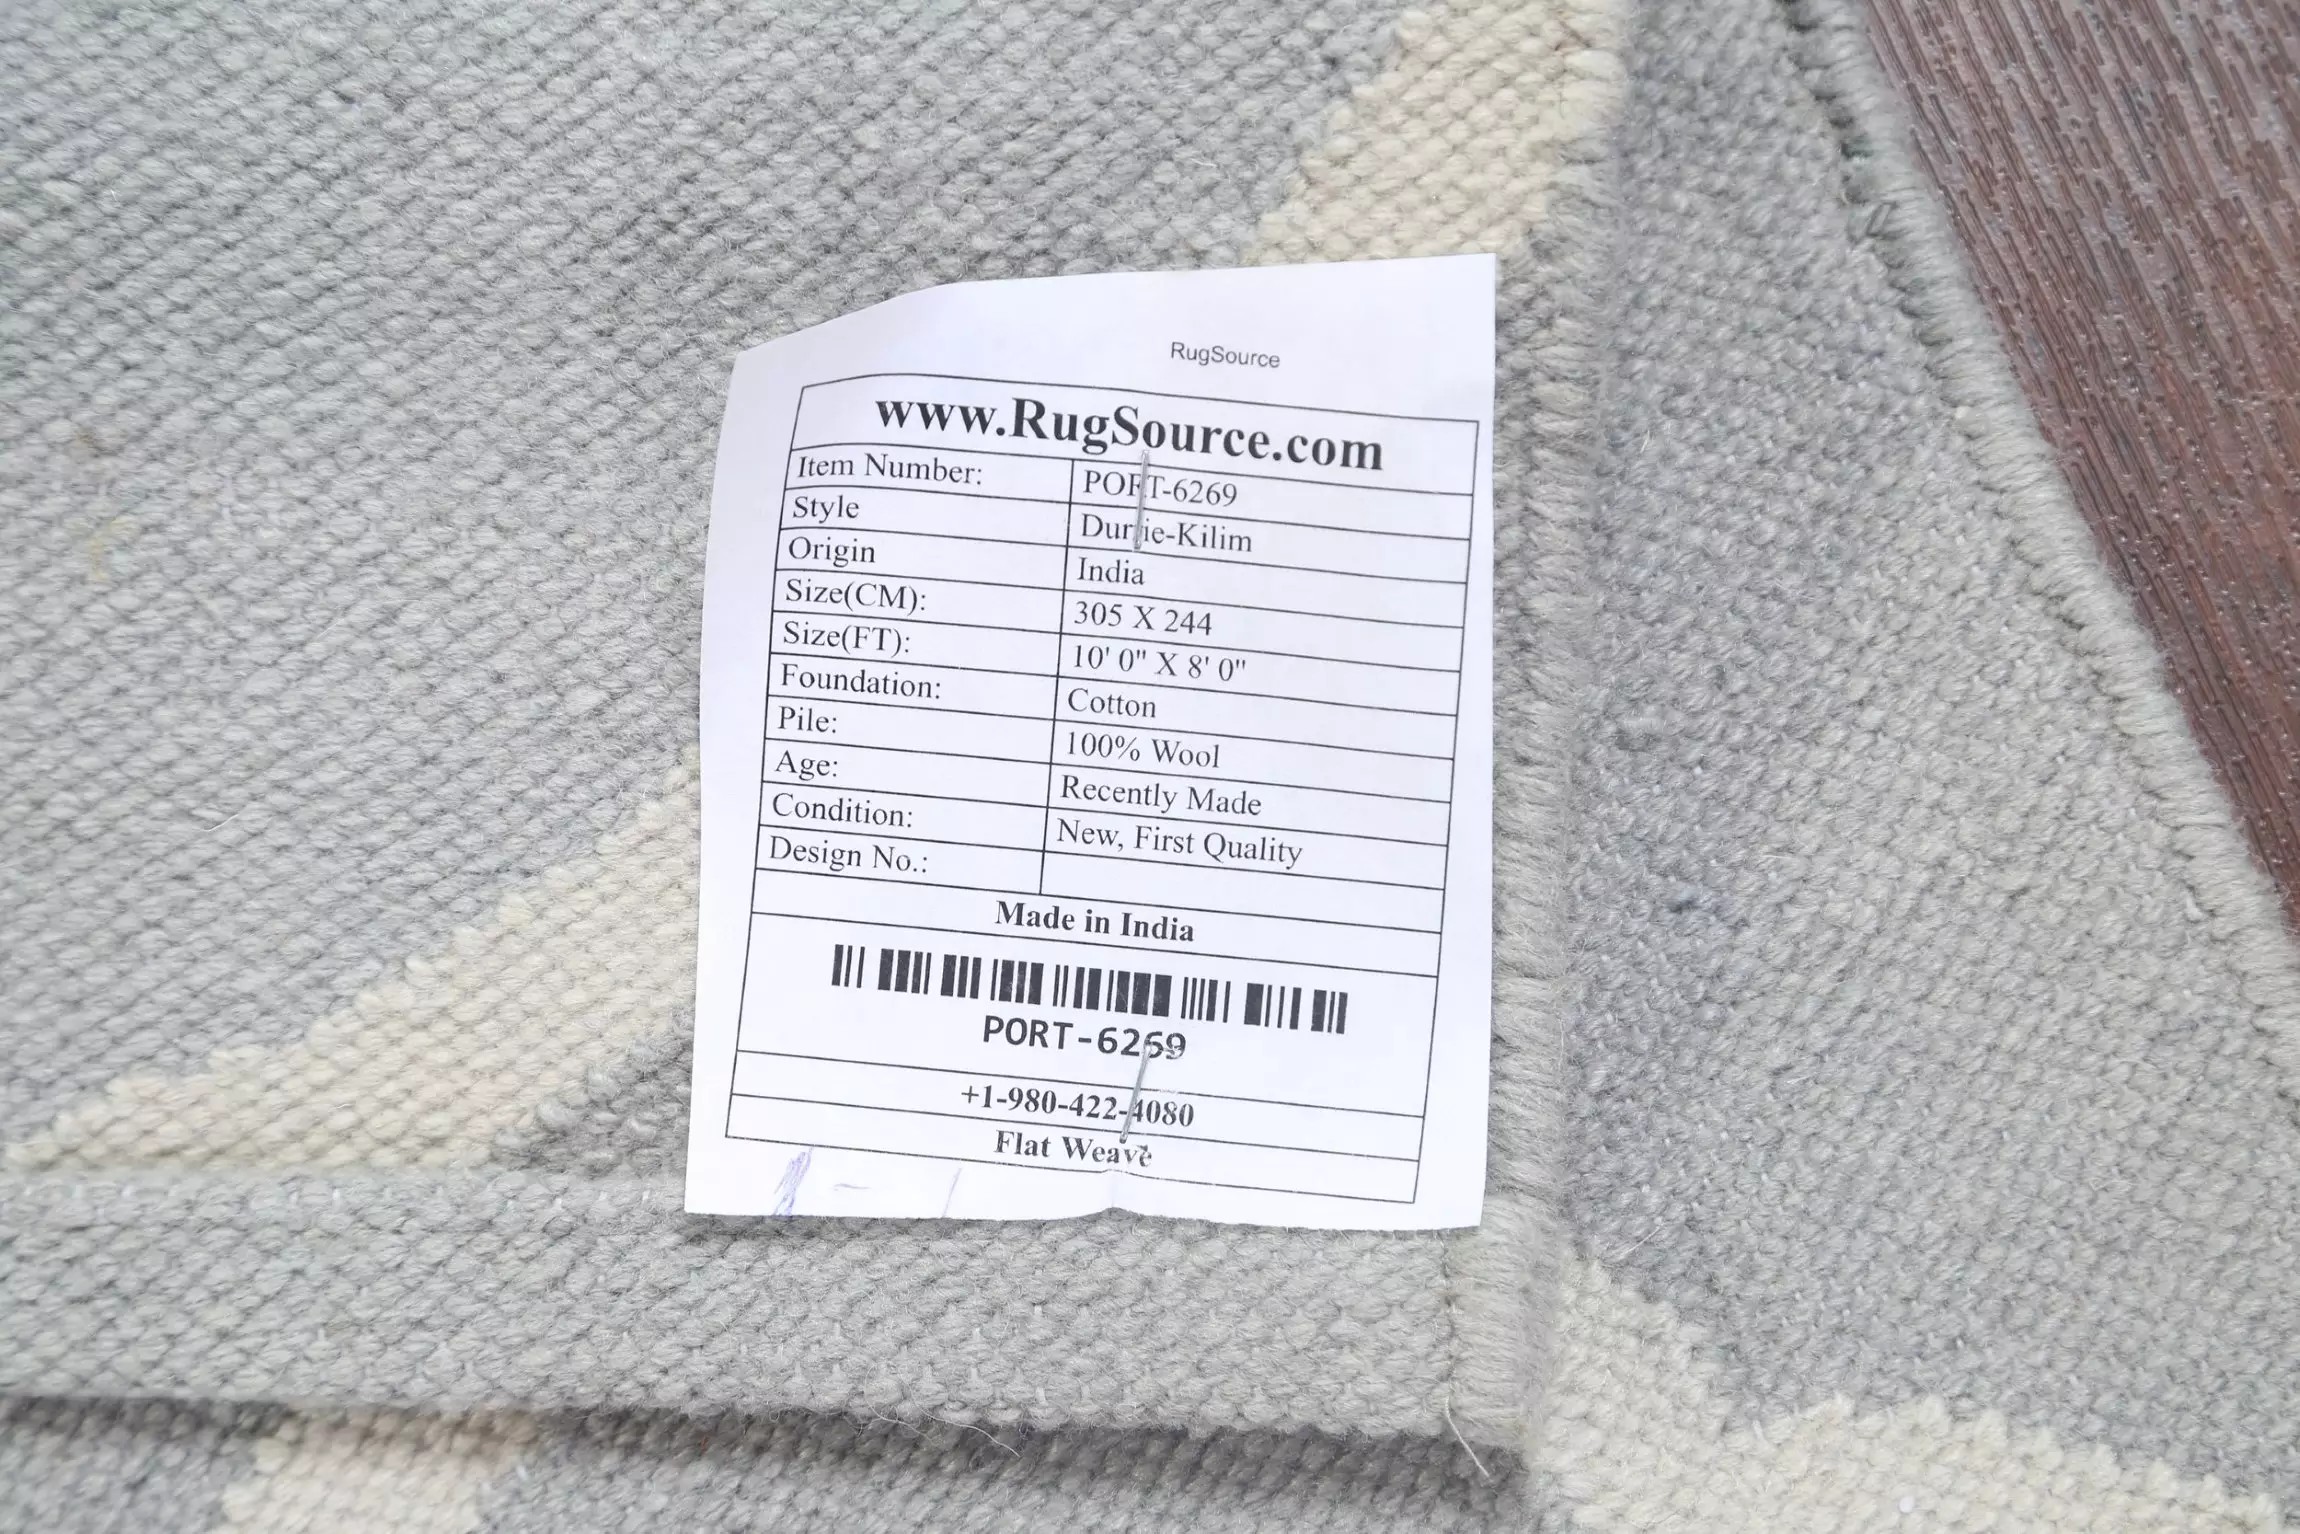 RugSource
www.RugSource.com
Item Number: PORT-6269
Style Durrie-Kilim
Origin India
Size(CM): 305 X 244
Size(FT): 10' 0" X 8' 0"
Foundation: Cotton
Pile: 100% Wool
Age: Recently Made
Condition: New, First Quality
Design No.:
Made in India
PORT-6269
+1-980-422-4080
Flat Weave